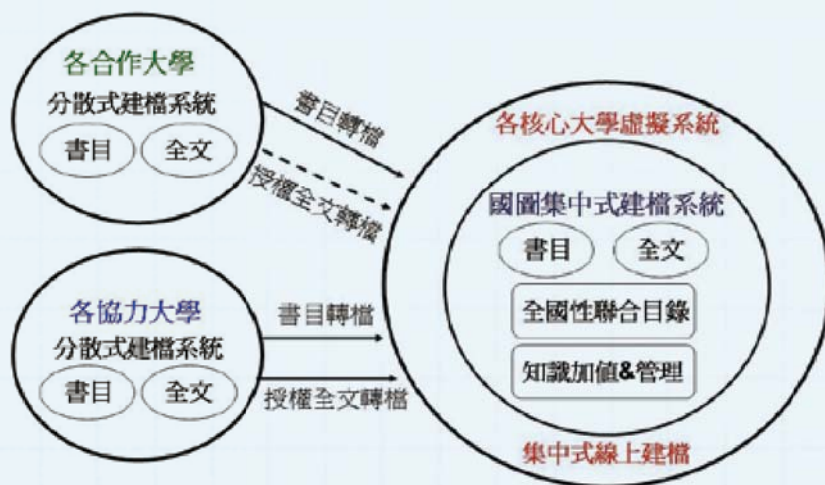 各合作大學
分散式建檔系統
書目 全文
書目轉檔
授權全文轉檔
各協力大學
分散式建檔系統
書目 全文
書目轉檔
授權全文轉檔
各核心大學虛擬系統
國圖集中式建檔系統
書目 全文
全國性聯合目錄
知識加值&管理
集中式線上建檔